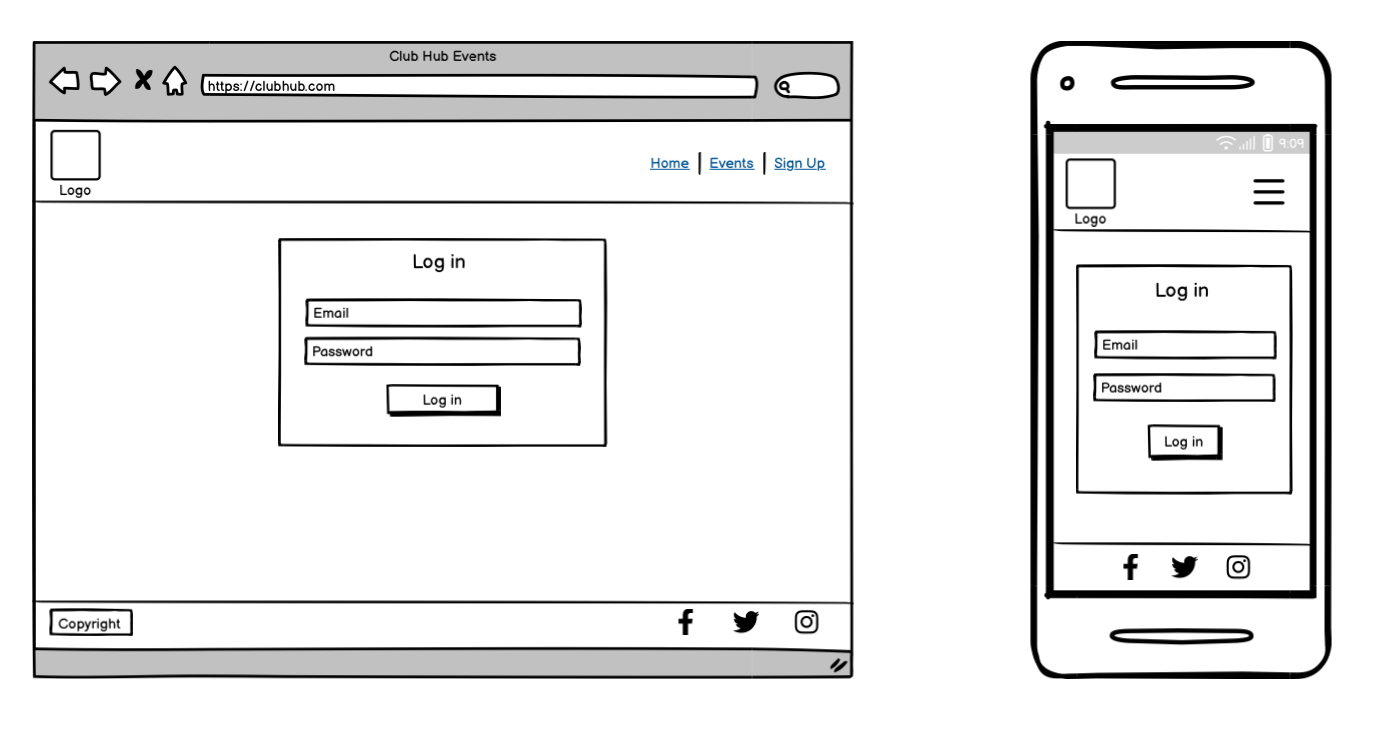 Club Hub Events
https://clubhub.com
Logo
Home Events Sign Up
Log in
Email
Password
Log in
Copyright
9:09
Logo
Log in
Email
Password
Log in